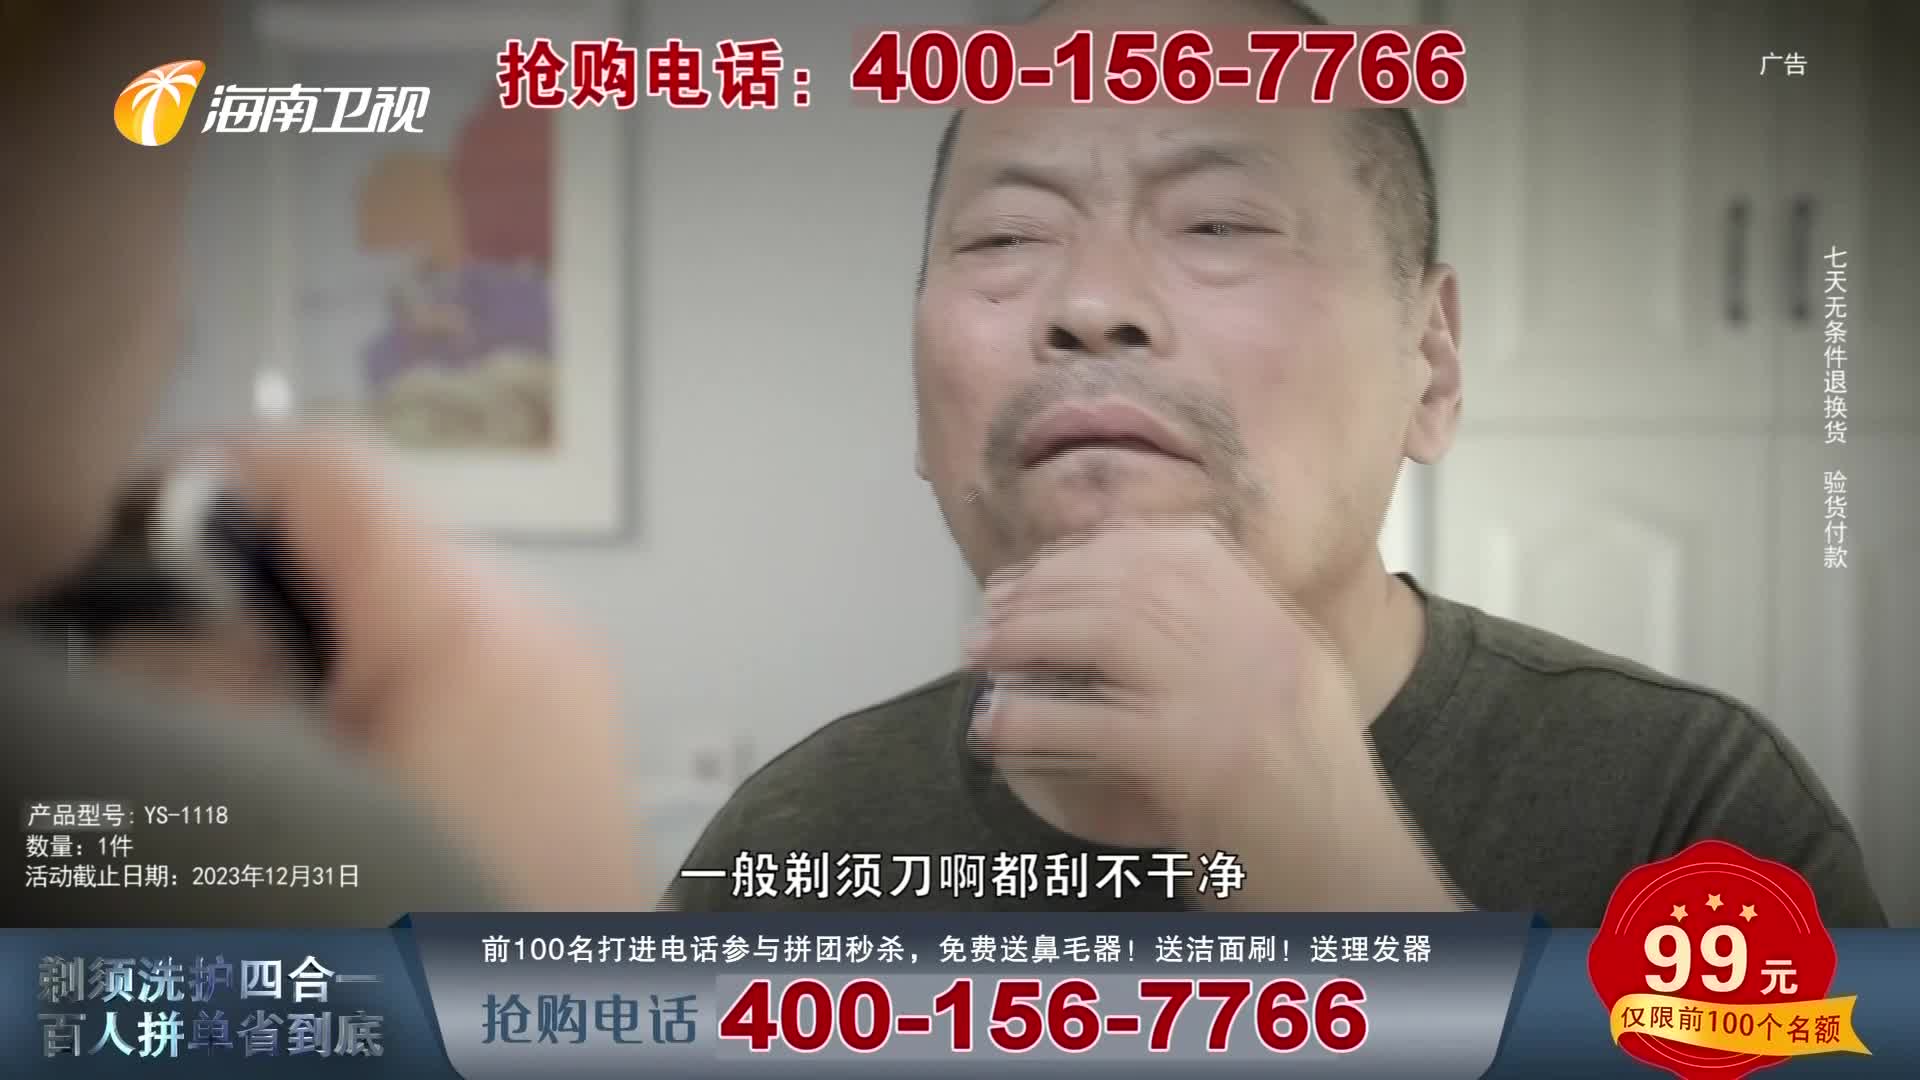 海南卫视
抢购电话：400-156-7766
广告
七天无条件退换货 验货付款
产品型号：YS-1118
数量：1件
活动截止日期：2023年12月31日
一般剃须刀啊都刮不干净
剃须洗护四合一
百人拼单省到底
前100名打进电话参与拼团秒杀，免费送鼻毛器！送洁面刷！送理发器
抢购电话 400-156-7766
99元
仅限前100个名额